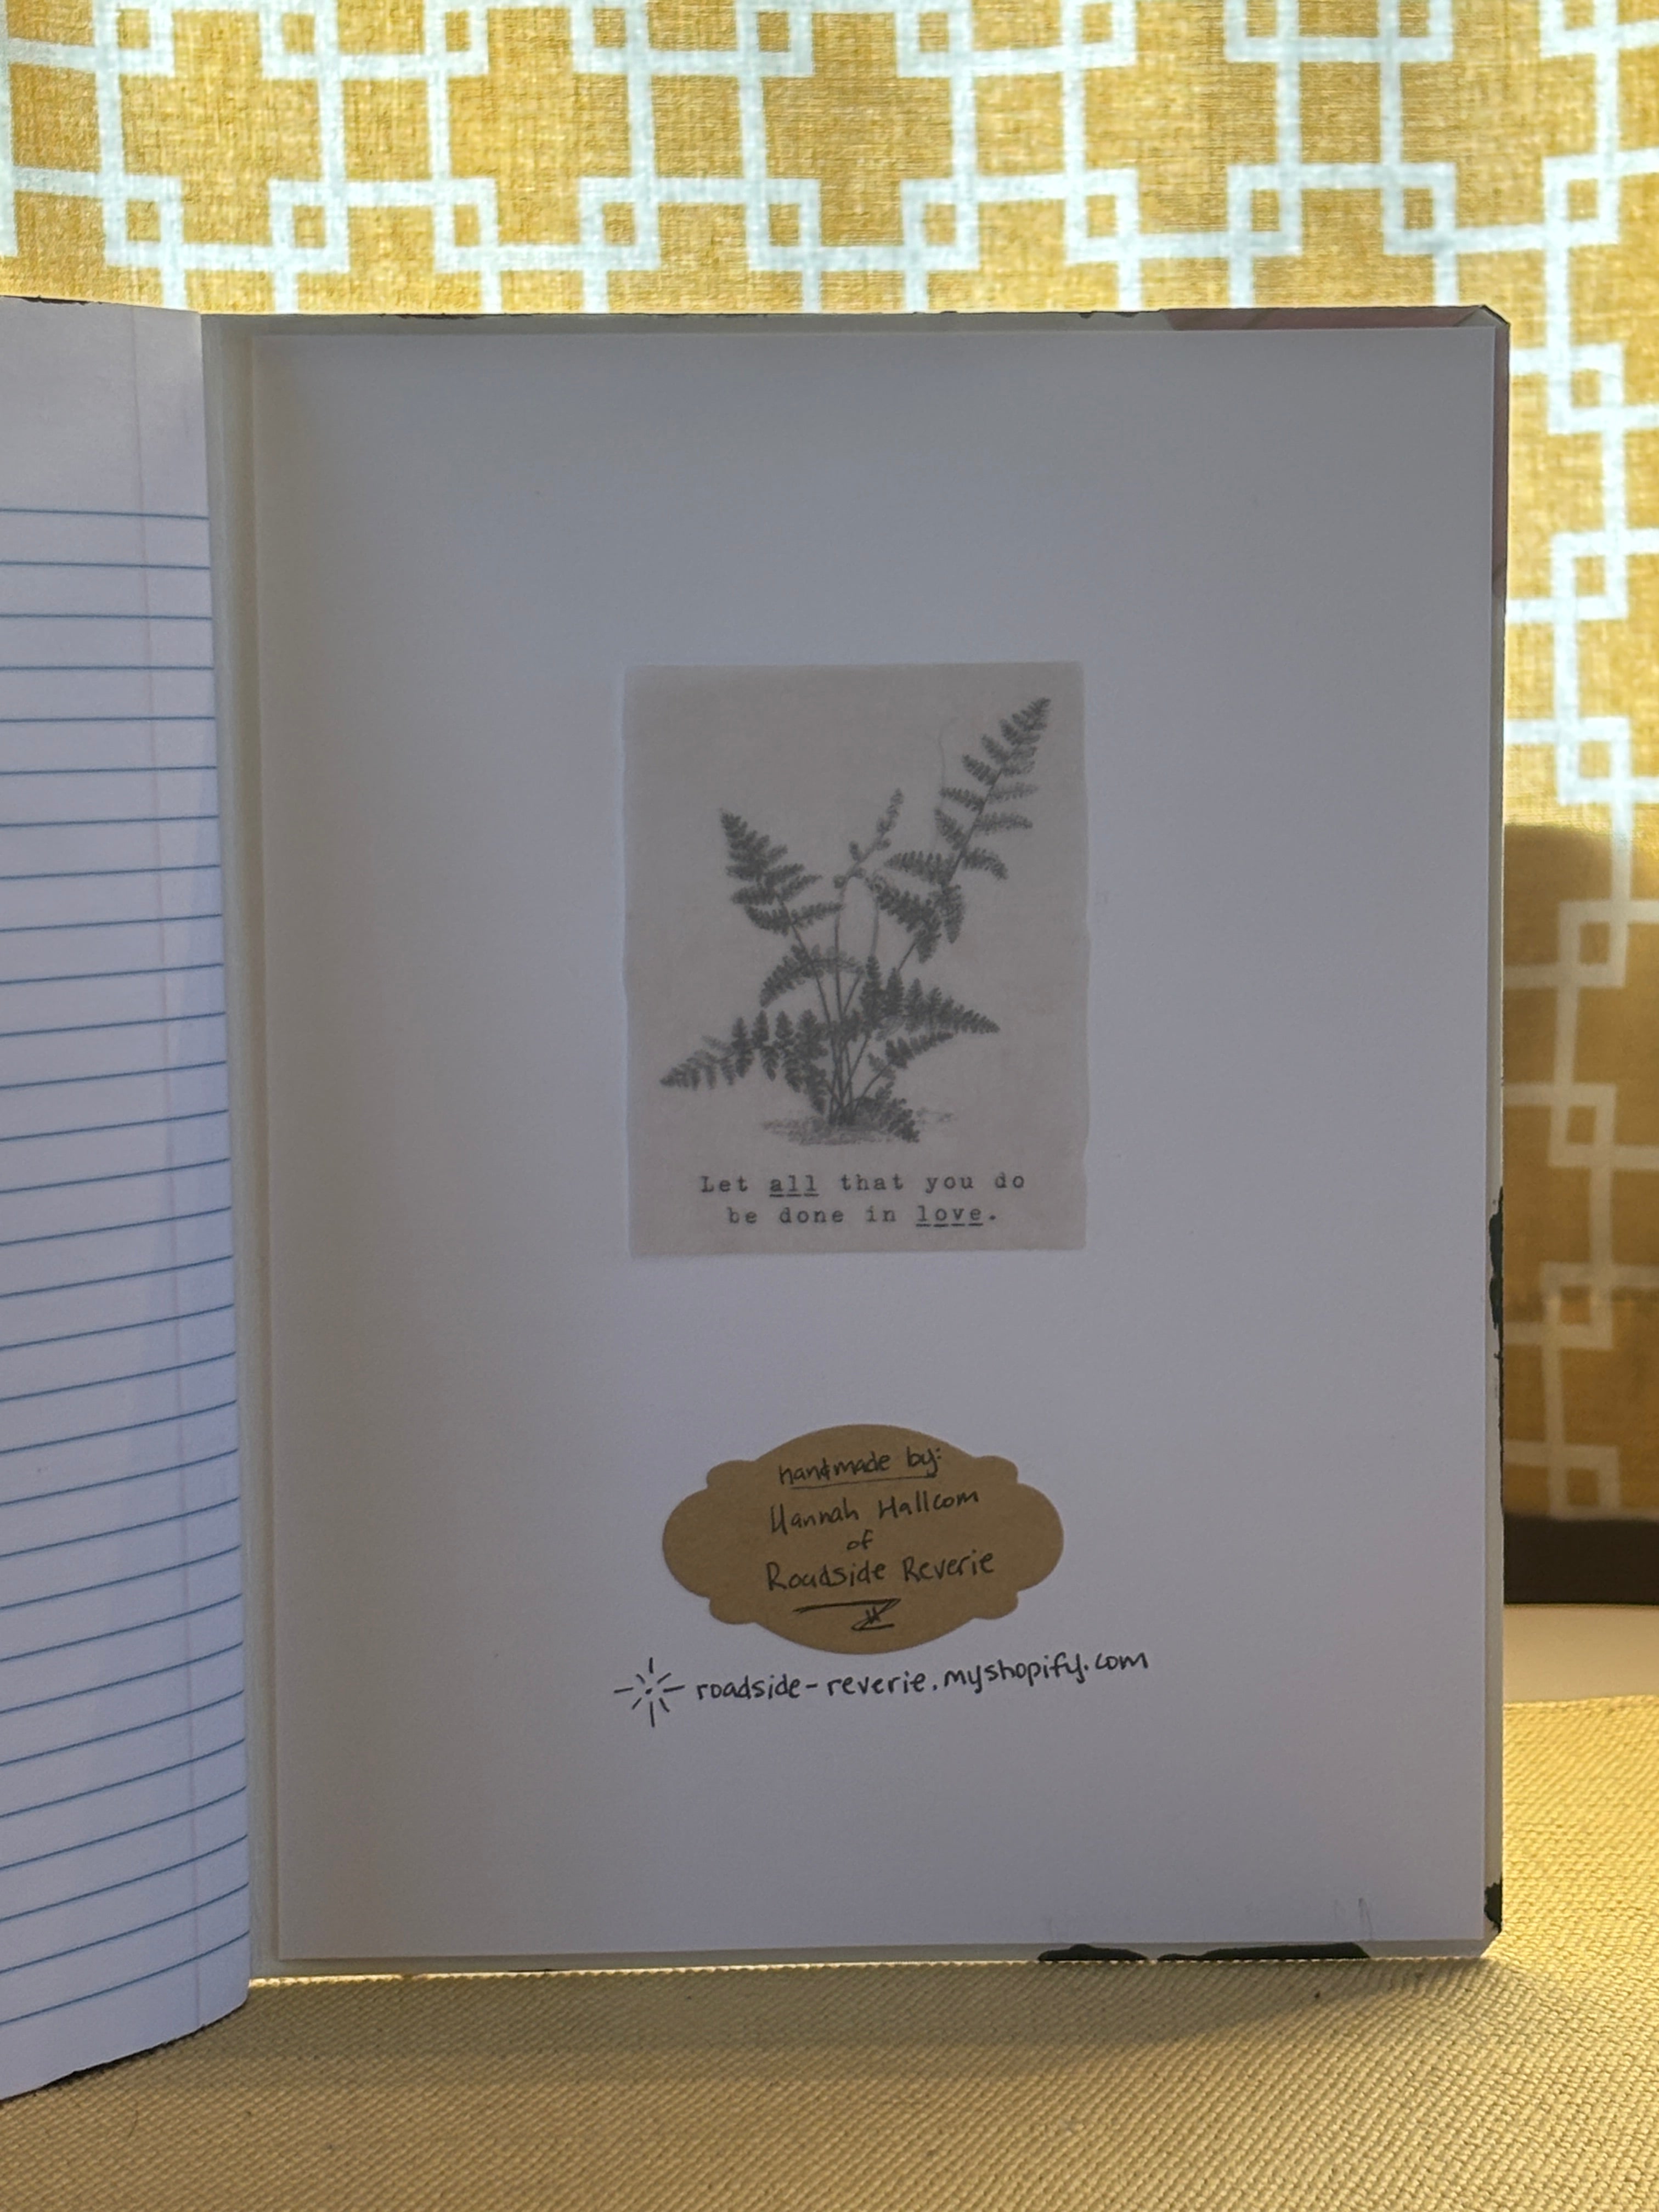 Let all that you do
be done in love.
handmade by:
Hannah Hallcom
of
Roadside Reverie
roadside-reverie.myshopify.com